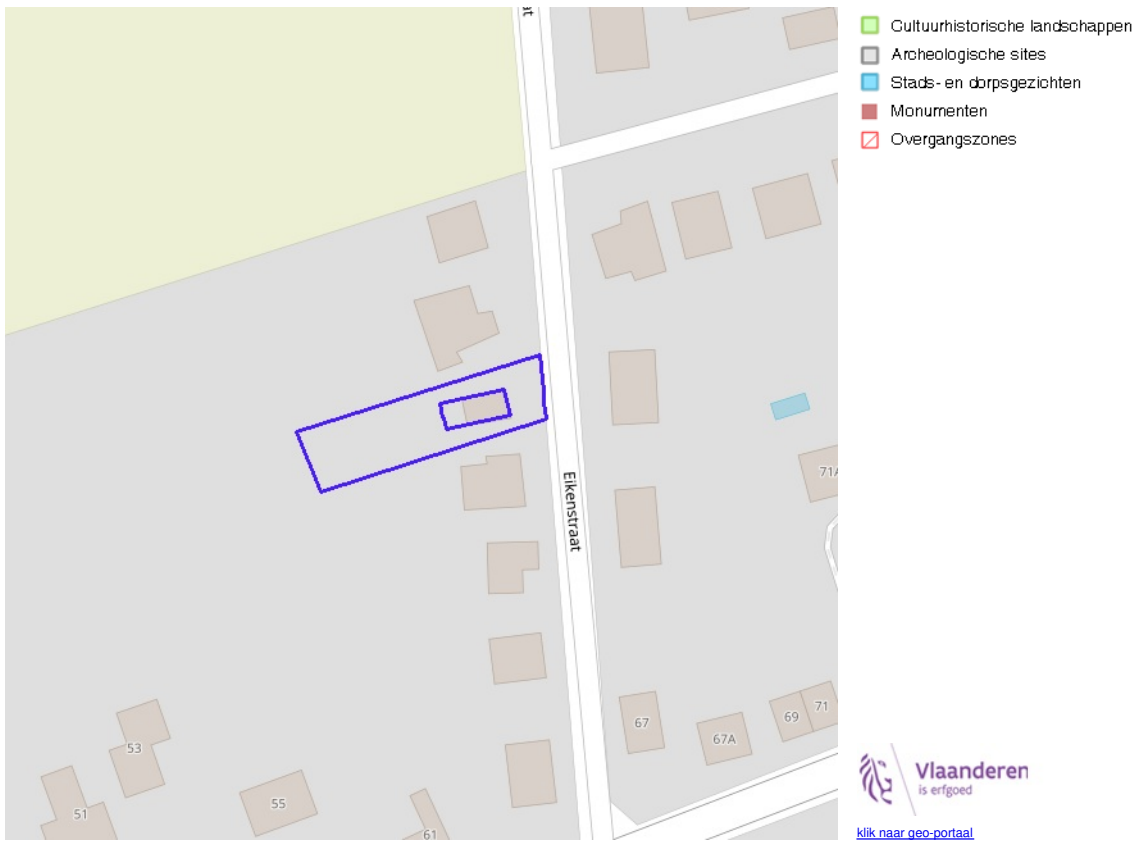 at
Cultuurhistorische landschappen
Archeologische sites
Stads- en dorpsgezichten
Monumenten
Overgangszones
71A
Eikenstraat
53
51
55
61
67
67A
69
71
Vlaanderen
is erfgoed
klik naar geo-portaal